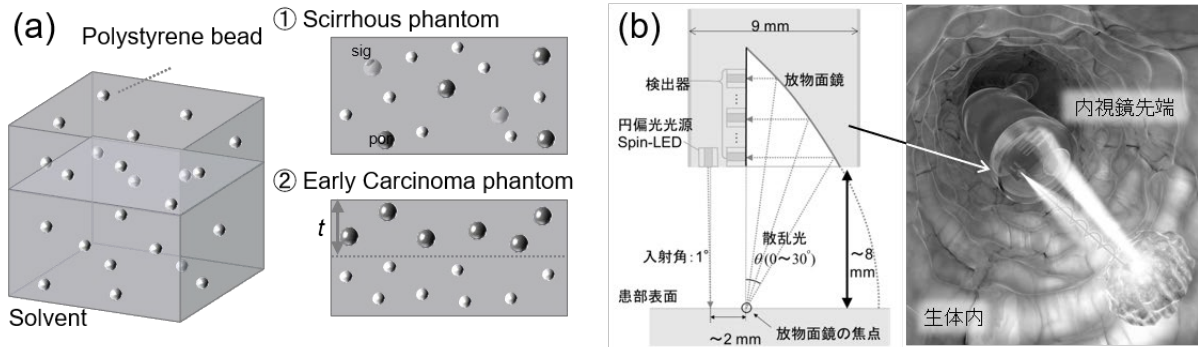 (a)
Polystyrene bead
Solvent
① Scirrhous phantom
sig
por
② Early Carcinoma phantom
t
(b)
9 mm
検出器
放物面鏡
円偏光光源
Spin-LED
入射角:1°
散乱光
θ(0~30°)
~8
mm
患部表面
~2 mm
放物面鏡の焦点
内視鏡先端
生体内